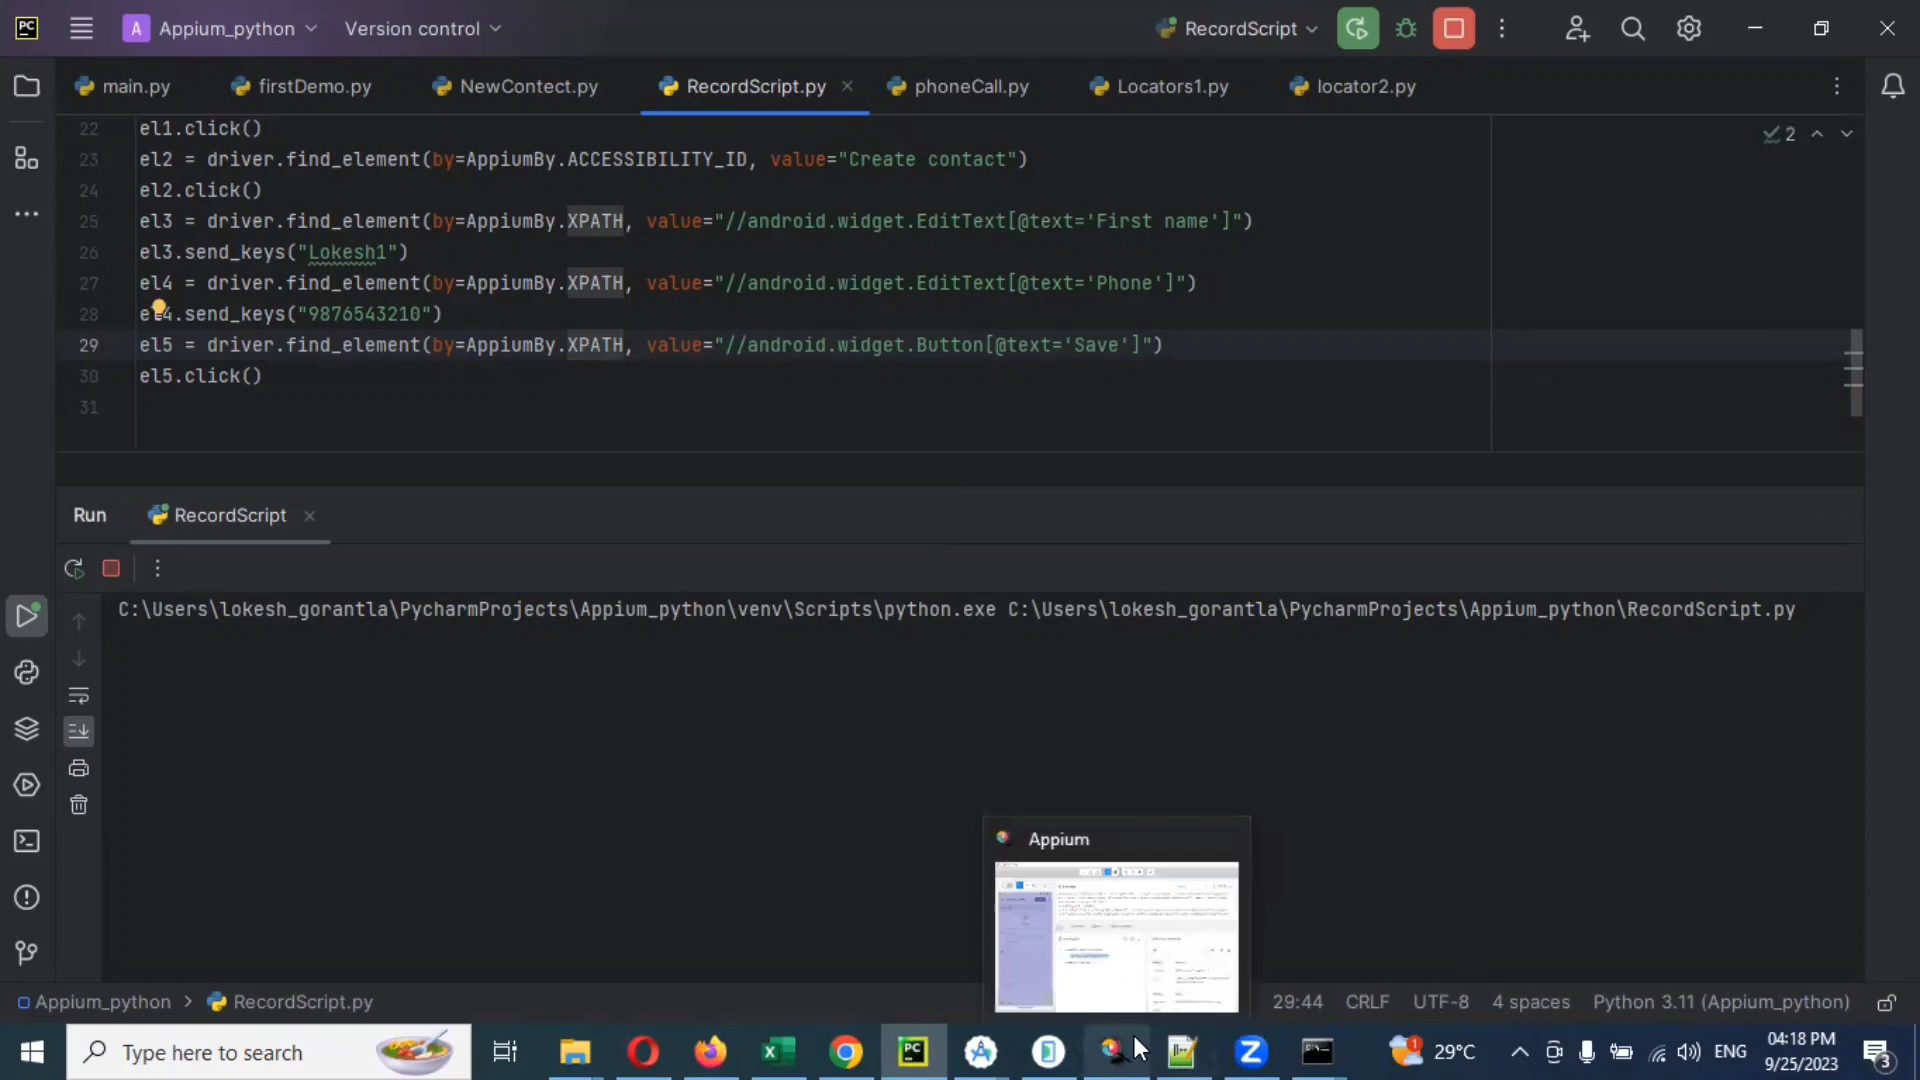 PC
A
Appium_python
Version control
RecordScript
main.py
firstDemo.py
NewContect.py
RecordScript.py
phoneCall.py
Locators1.py
locator2.py
22 el1.click()
23 el2 = driver.find_element(by=AppiumBy.ACCESSIBILITY_ID, value="Create contact")
24 el2.click()
25 el3 = driver.find_element(by=AppiumBy.XPATH, value="//android.widget.EditText[@text='First name']")
26 el3.send_keys("Lokesh1")
27 el4 = driver.find_element(by=AppiumBy.XPATH, value="//android.widget.EditText[@text='Phone']")
28 el4.send_keys("9876543210")
29 el5 = driver.find_element(by=AppiumBy.XPATH, value="//android.widget.Button[@text='Save']")
30 el5.click()
31
2
Run
RecordScript
C:\Users\lokesh_gorantla\PycharmProjects\Appium_python\venv\Scripts\python.exe C:\Users\lokesh_gorantla\PycharmProjects\Appium_python\RecordScript.py
Appium
Appium_python > RecordScript.py
29:44 CRLF UTF-8 4 spaces Python 3.11 (Appium_python)
Type here to search
PC
1
29°C
ENG
04:18 PM
9/25/2023
3